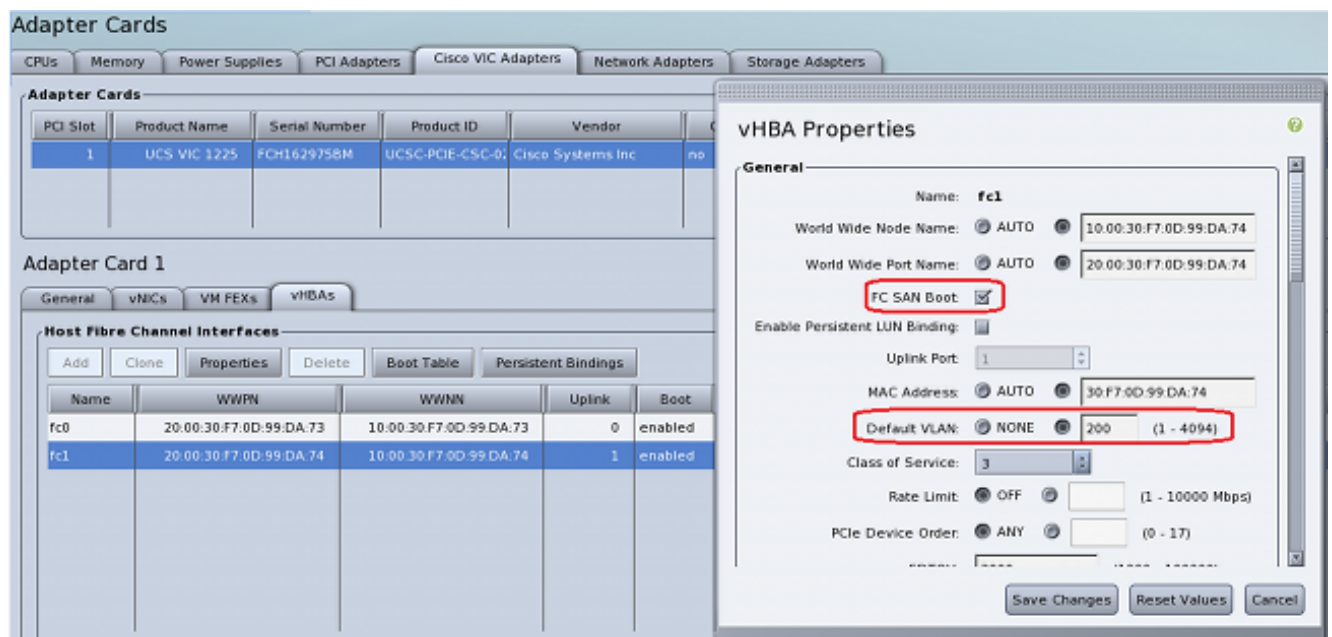 Adapter Cards
CPUs Memory Power Supplies PCI Adapters Cisco VIC Adapters Network Adapters Storage Adapters
Adapter Cards
PCI Slot Product Name Serial Number Product ID Vendor
1 UCS VIC 1225 FCH162975BM UCSC-PCIE-CSC-0 Cisco Systems Inc no
Adapter Card 1
General vNICs VM FEXs vHBAs
Host Fibre Channel Interfaces
Add Clone Properties Delete Boot Table Persistent Bindings
Name WWPN WWNN Uplink Boot
fc0 20:00:30:F7:0D:99:DA:73 10:00:30:F7:0D:99:DA:73 0 enabled
fc1 20:00:30:F7:0D:99:DA:74 10:00:30:F7:0D:99:DA:74 1 enabled
vHBA Properties
General
Name: fc1
World Wide Node Name: AUTO 10:00:30:F7:0D:99:DA:74
World Wide Port Name: AUTO 20:00:30:F7:0D:99:DA:74
FC SAN Boot:
Enable Persistent LUN Binding:
Uplink Port: 1
MAC Address: AUTO 30:F7:0D:99:DA:74
Default VLAN: NONE 200 (1 - 4094)
Class of Service: 3
Rate Limit: OFF (1 - 10000 Mbps)
PCIe Device Order: ANY (0 - 17)
Save Changes Reset Values Cancel